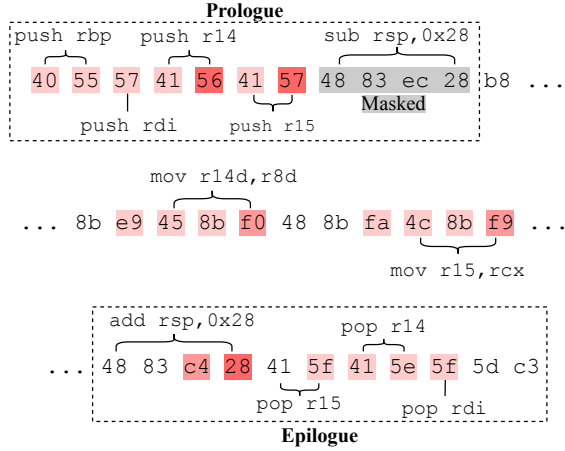 Prologue
push rbp push r14 sub rsp,0x28
40 55 57 41 56 41 57 48 83 ec 28 b8 ...
Masked
push rdi push r15
mov r14d,r8d
... 8b e9 45 8b f0 48 8b fa 4c 8b f9 ...
mov r15,rcx
add rsp,0x28 pop r14
... 48 83 c4 28 41 5f 41 5e 5f 5d c3
pop r15 pop rdi
Epilogue